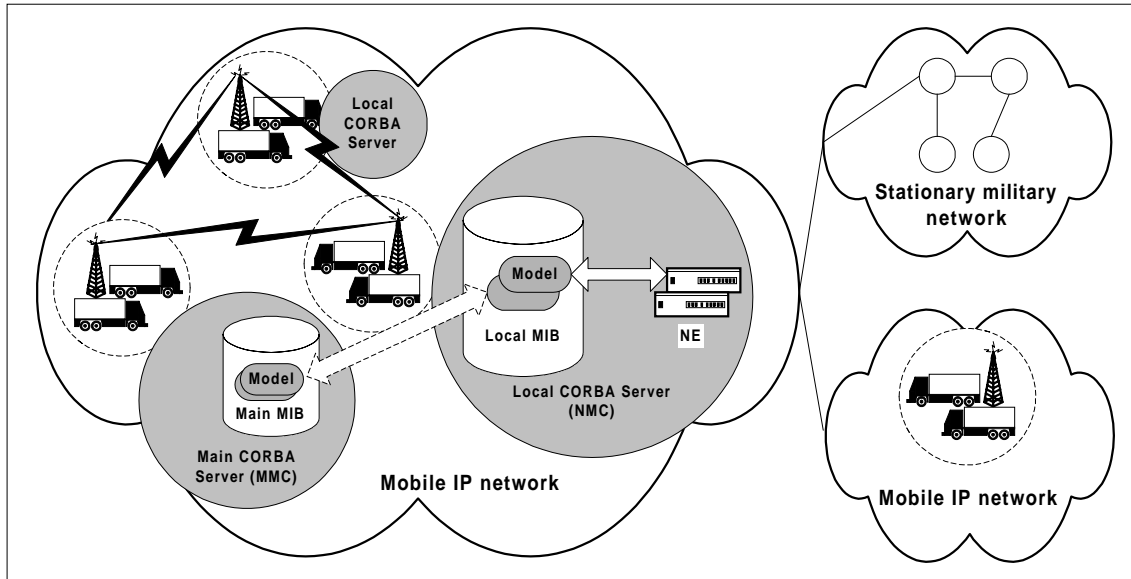 Local
CORBA
Server
Model
Local MIB
NE
Local CORBA Server
(NMC)
Model
Main MIB
Main CORBA
Server (MMC)
Mobile IP network
Stationary military
network
Mobile IP network